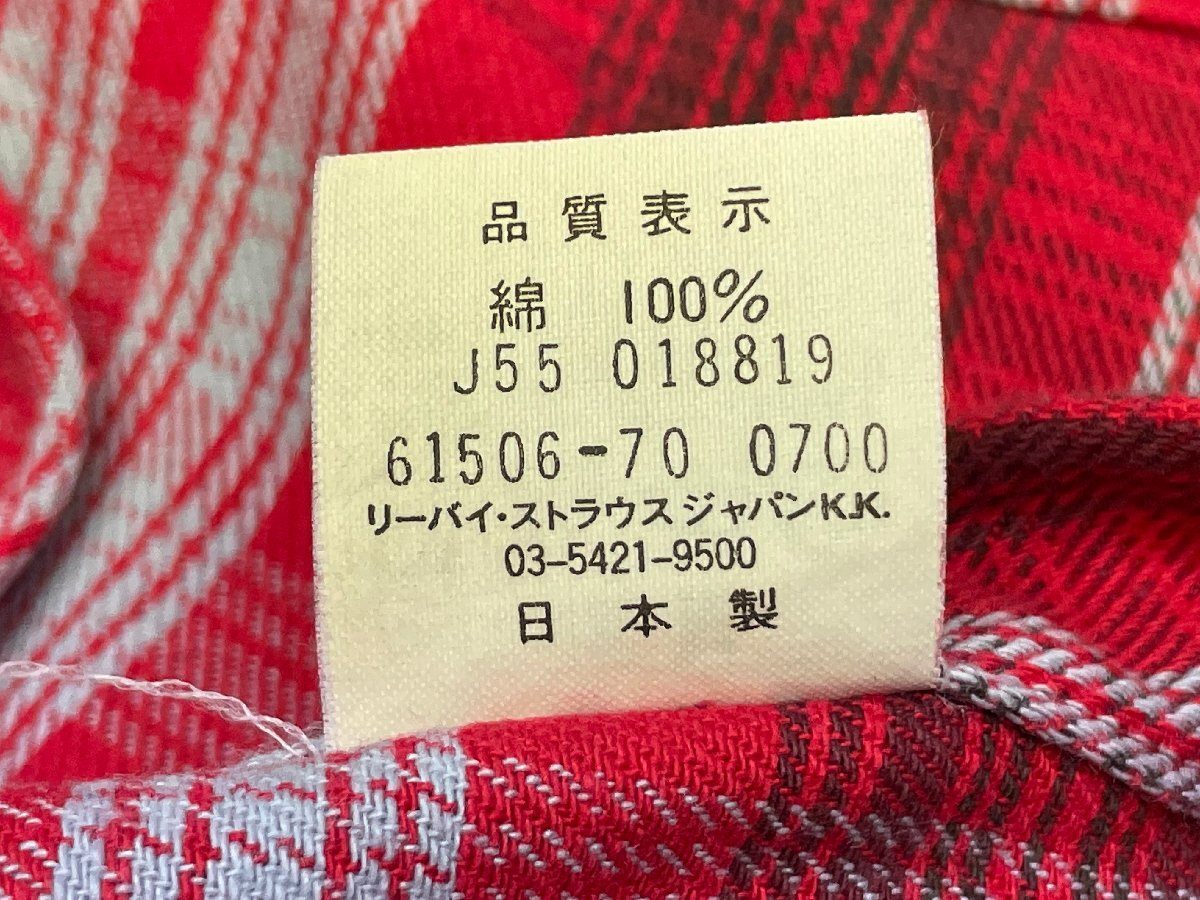 品質表示
綿 100%
J55 018819
61506-70 0700
リーバイ・ストラウス ジャパンK.K.
03-5421-9500
日本製